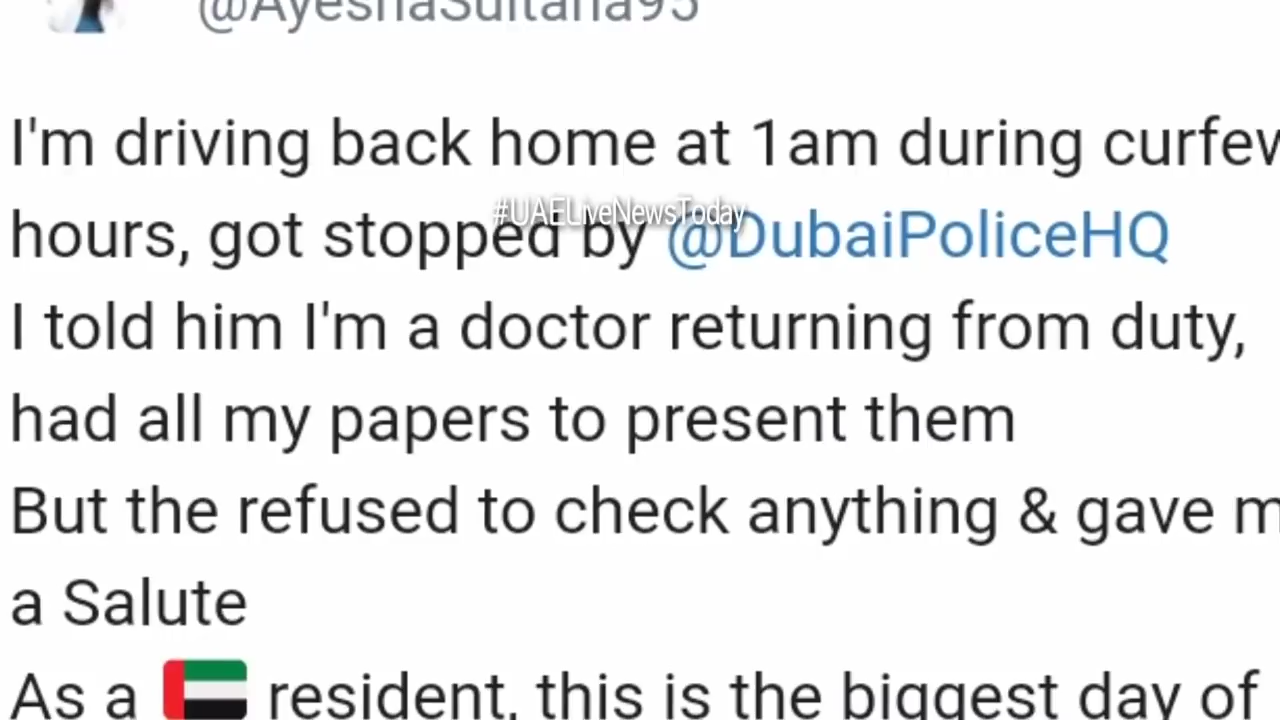 @AyeshaSultana95
I'm driving back home at 1am during curfew
hours, got stopped by @DubaiPoliceHQ
#UAELiveNewsToday
I told him I'm a doctor returning from duty,
had all my papers to present them
But the refused to check anything & gave m
a Salute
As a 🇦🇪 resident, this is the biggest day of